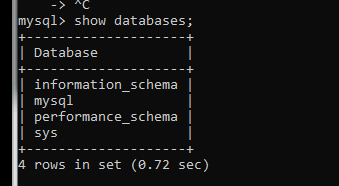 -> ^C
mysql> show databases;
+--------------------+
| Database           |
+--------------------+
| information_schema |
| mysql              |
| performance_schema |
| sys                |
+--------------------+
4 rows in set (0.72 sec)